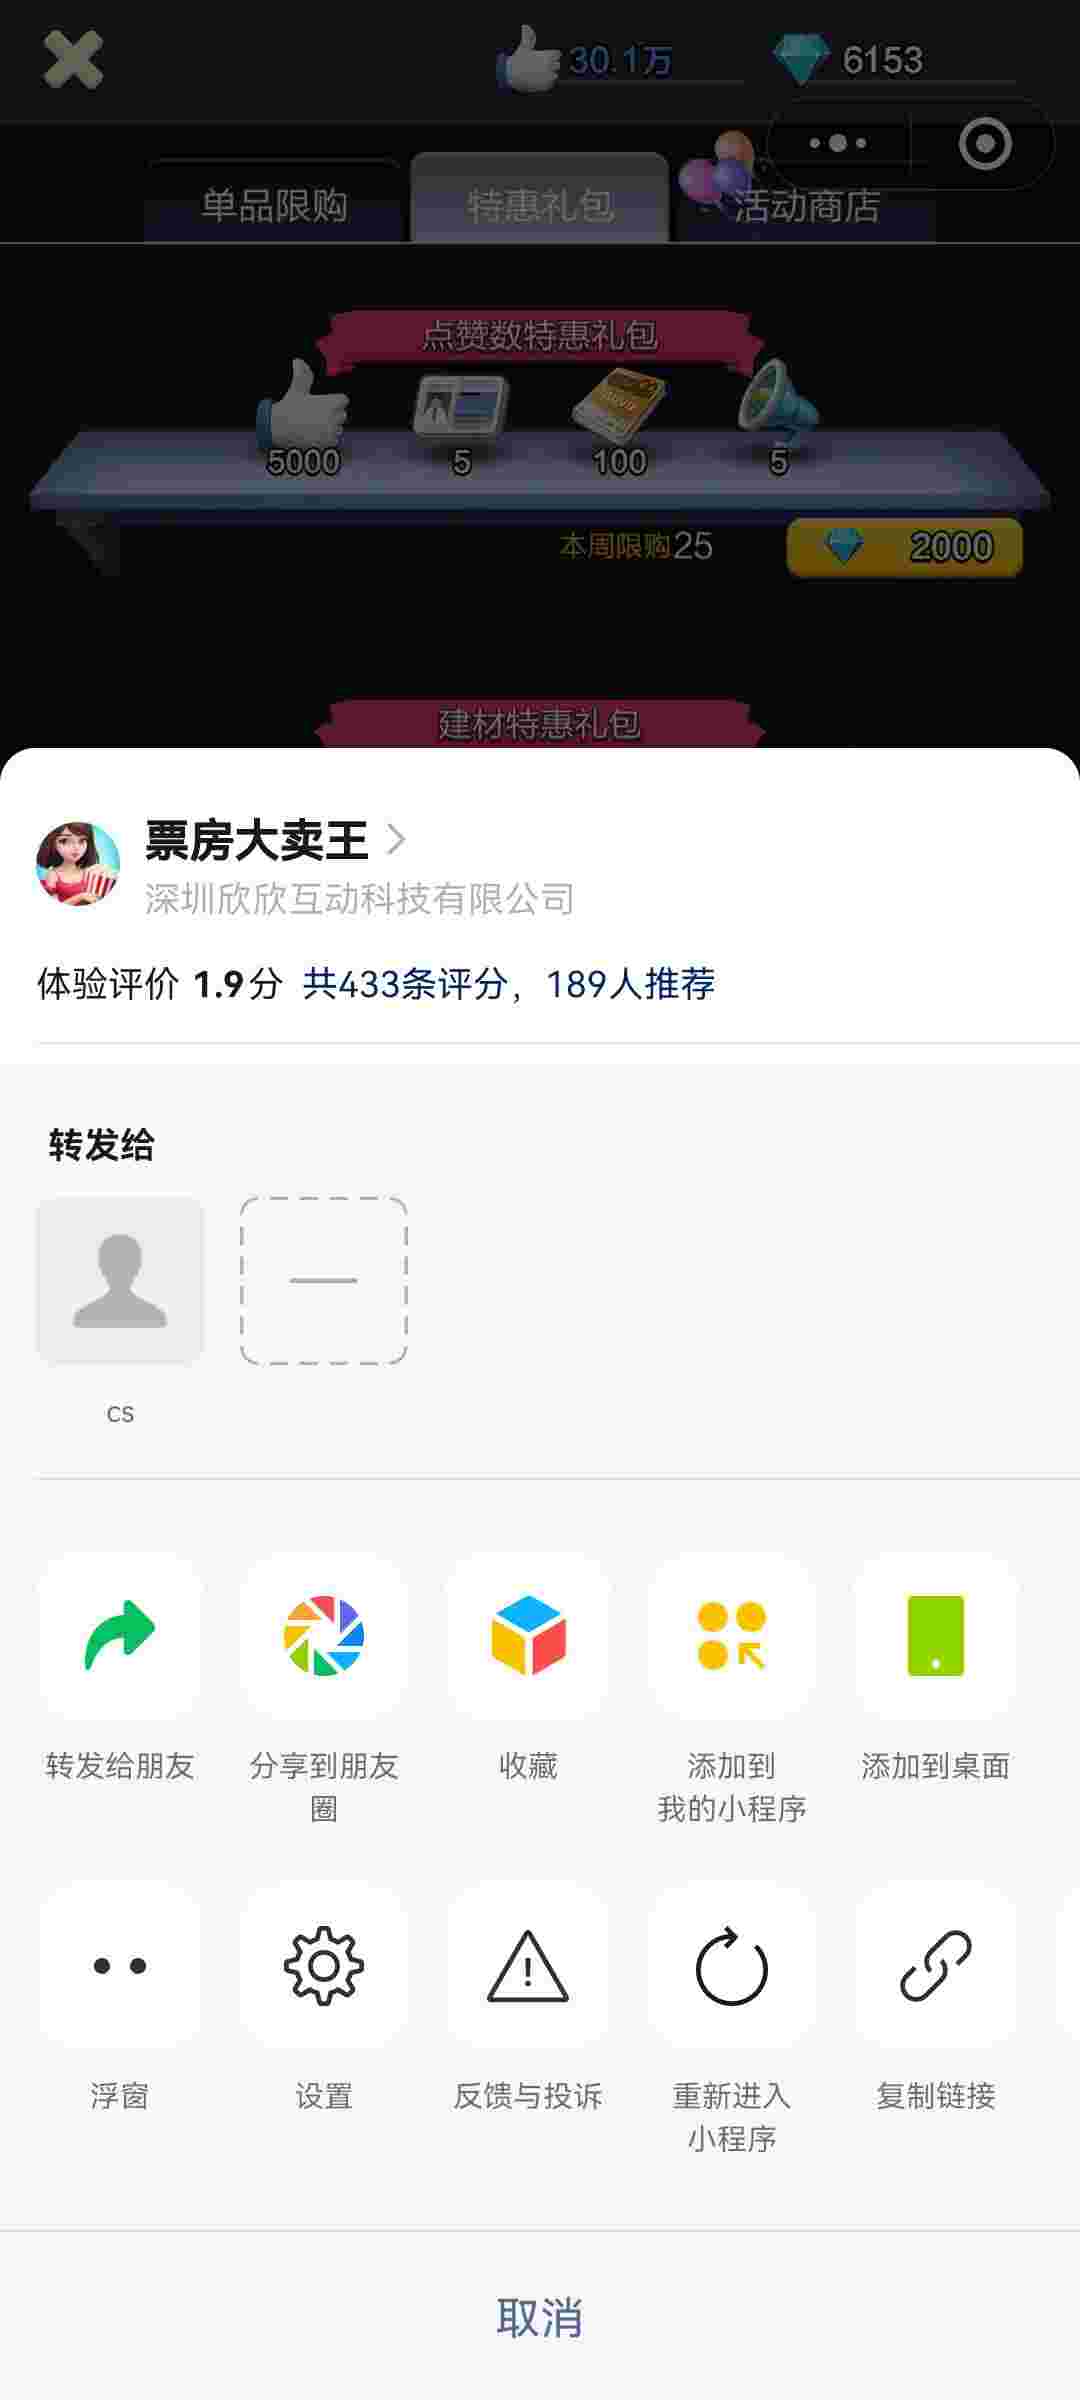 30.1万
6153
单品限购
特惠礼包
活动商店
点赞数特惠礼包
5000
5
100
5
本周限购25
2000
建材特惠礼包
票房大卖王
深圳欣欣互动科技有限公司
体验评价 1.9分 共433条评分，189人推荐
转发给
cs
转发给朋友
分享到朋友
圈
收藏
添加到
我的小程序
添加到桌面
浮窗
设置
反馈与投诉
重新进入
小程序
复制链接
取消